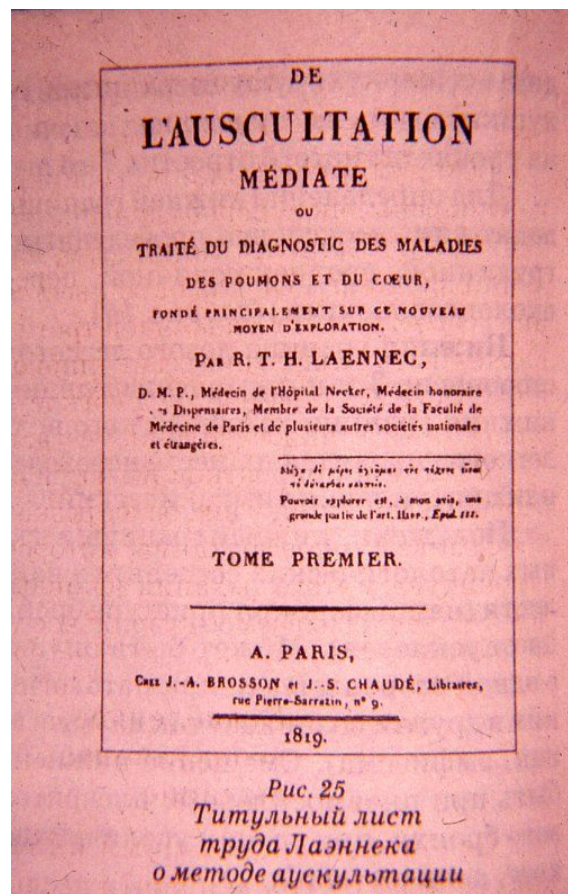 DE
L'AUSCULTATION
MÉDIATE
OU
TRAITÉ DU DIAGNOSTIC DES MALADIES
DES POUMONS ET DU CŒUR,
FONDÉ PRINCIPALEMENT SUR CE NOUVEAU
MOYEN D'EXPLORATION.
PAR R. T. H. LAENNEC,
D. M. P., Médecin de l'Hôpital Necker, Médecin honoraire
Dispensaires, Membre de la Société de la Faculté de
Médecine de Paris et de plusieurs autres sociétés nationales
et étrangères.
Pouvoir explorer est, à mon avis, une
grande partie de l'art. HIPP., Epid. III.
TOME PREMIER.
A. PARIS,
CHEZ J.-A. BROSSON ET J.-S. CHAUDÉ, Libraires,
rue Pierre-Sarratin, n° 9.
1819.
Рис. 25
Титульный лист
труда Лаэннека
о методе аускультации